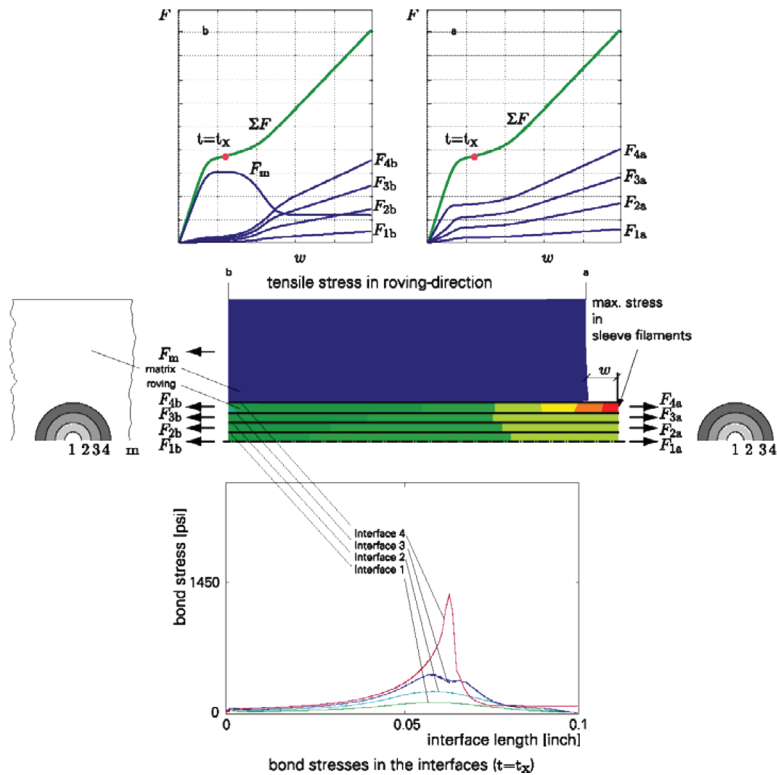 F
b
t=tx
ΣF
Fm
F4b
F3b
F2b
F1b
w
F
a
t=tx
ΣF
F4a
F3a
F2a
F1a
w
b
a
tensile stress in roving-direction
max. stress
in
sleeve filaments
w
Fm
matrix
roving
F4b
F3b
F2b
F1b
F4a
F3a
F2a
F1a
1 2 3 4 m
1 2 3 4
Interface 4
Interface 3
Interface 2
Interface 1
bond stress [psi]
1450
0
0
0.05
0.1
interface length [inch]
bond stresses in the interfaces (t=tx)